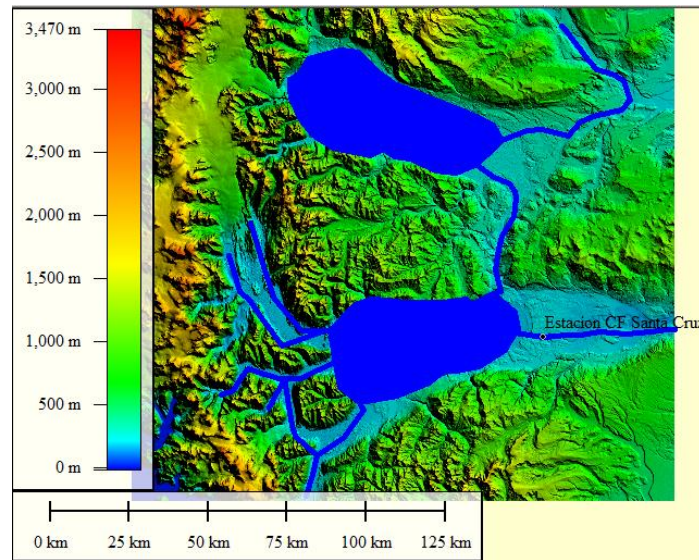 3,470 m
3,000 m
2,500 m
2,000 m
1,500 m
1,000 m
500 m
0 m
Estacion CF Santa Cruz
0 km 25 km 50 km 75 km 100 km 125 km